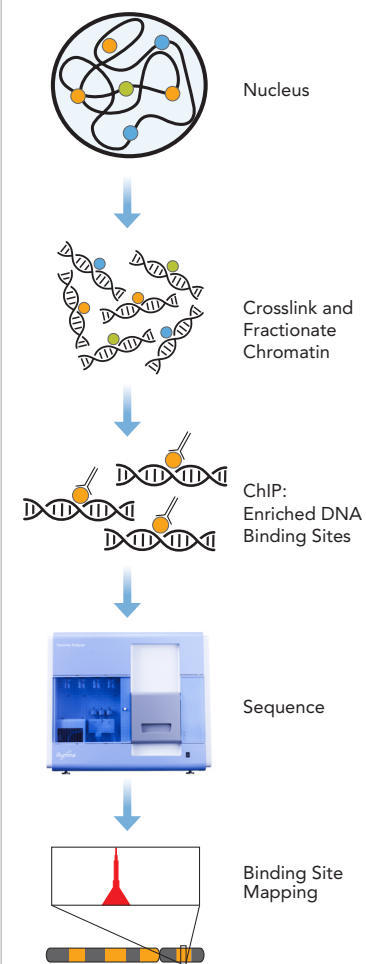 Nucleus
Crosslink and
Fractionate
Chromatin
ChIP:
Enriched DNA
Binding Sites
Sequence
Binding Site
Mapping